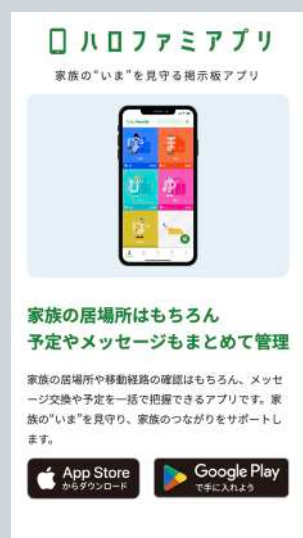 ハロファミアプリ
家族の“いま”を見守る掲示板アプリ
家族の居場所はもちろん
予定やメッセージもまとめて管理
家族の居場所や移動経路の確認はもちろん、メッセ
ージ交換や予定を一括で把握できるアプリです。家
族の“いま”を見守り、家族のつながりをサポートし
ます。
App Store
からダウンロード
Google Play
で手に入れよう